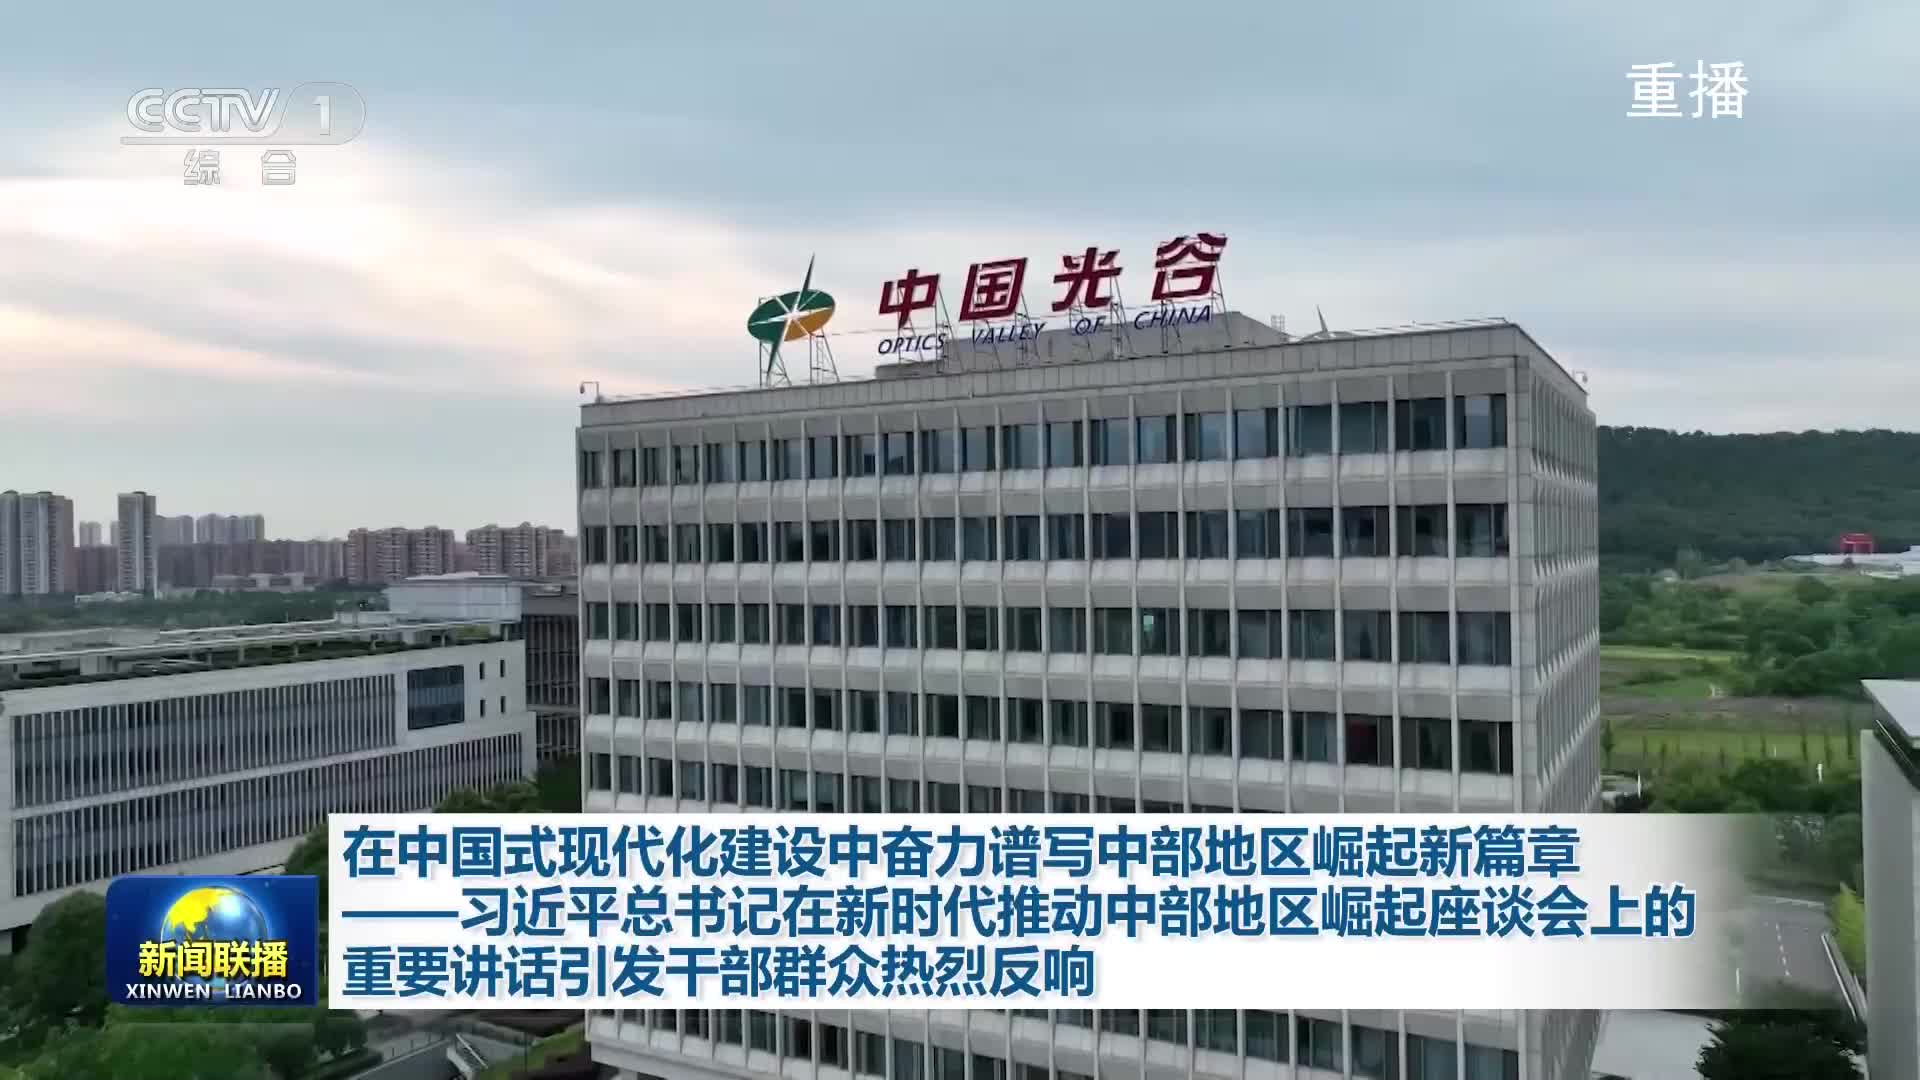 CCTV 1
综合
重播
中国光谷
OPTICS VALLEY OF CHINA
在中国式现代化建设中奋力谱写中部地区崛起新篇章
——习近平总书记在新时代推动中部地区崛起座谈会上的
重要讲话引发干部群众热烈反响
新闻联播
XINWEN LIANBO